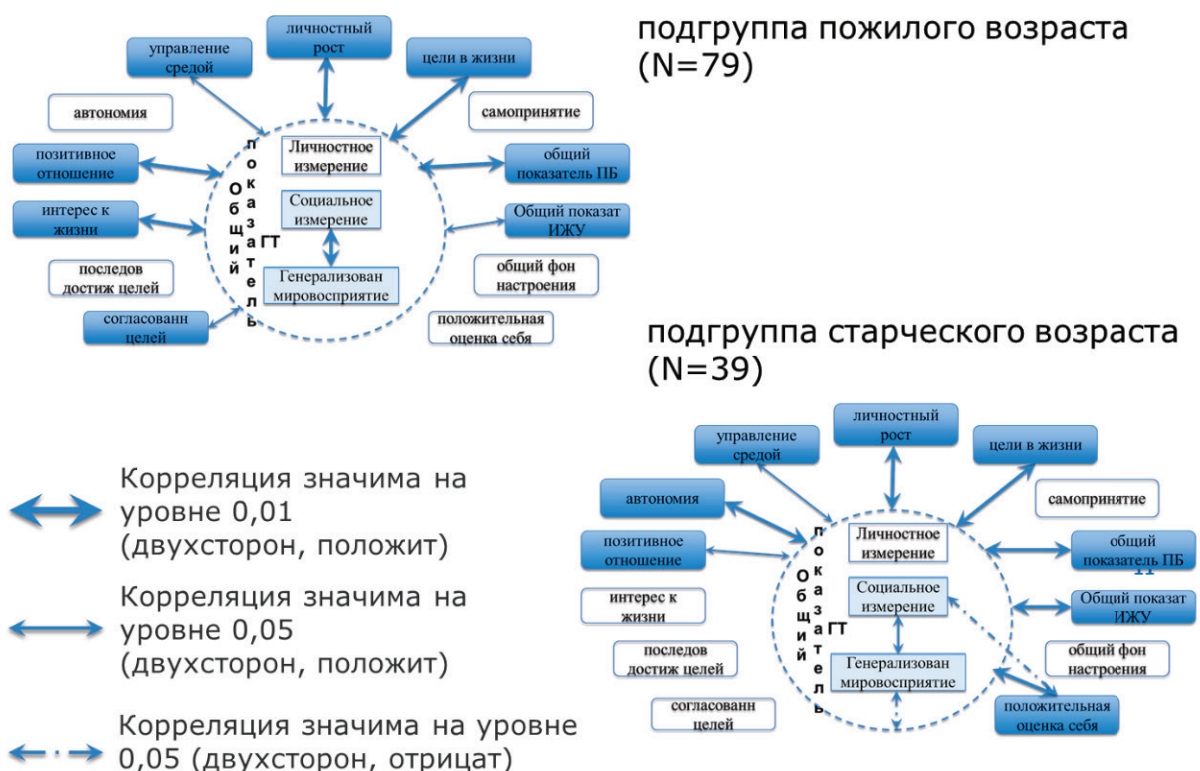 подгруппа пожилого возраста
(N=79)
личностный
рост
управление
средой
цели в жизни
автономия
самопринятие
позитивное
отношение
общий
показатель ПБ
интерес к
жизни
Общий показат
ИЖУ
последов
достиж целей
общий фон
настроения
согласованн
целей
положительная
оценка себя
Общий
показатель
ГТ
Личностное
измерение
Социальное
измерение
Генерализован
мировосприятие
подгруппа старческого возраста
(N=39)
личностный
рост
управление
средой
цели в жизни
автономия
самопринятие
позитивное
отношение
общий
показатель ПБ
интерес к
жизни
Общий показат
ИЖУ
последов
достиж целей
общий фон
настроения
согласованн
целей
положительная
оценка себя
Общий
показатель
ГТ
Личностное
измерение
Социальное
измерение
Генерализован
мировосприятие
Корреляция значима на
уровне 0,01
(двухсторон, положит)
Корреляция значима на
уровне 0,05
(двухсторон, положит)
Корреляция значима на уровне
0,05 (двухсторон, отрицат)